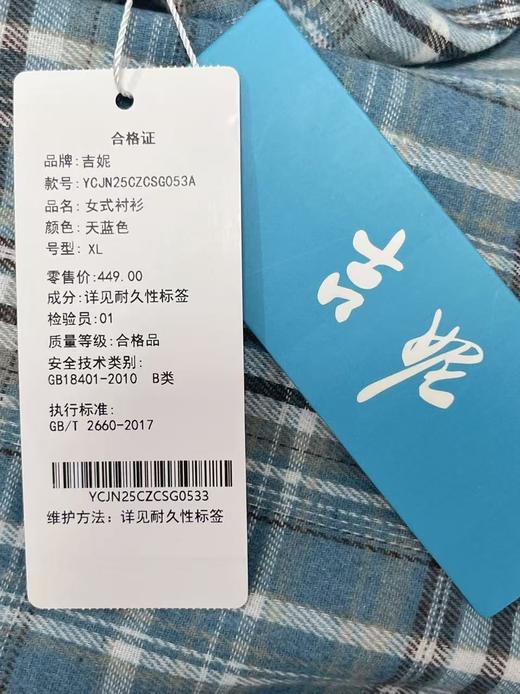 合格证
品牌:吉妮
款号:YCJN25CZCSG053A
品名:女式衬衫
颜色:天蓝色
号型:XL
零售价:449.00
成分:详见耐久性标签
检验员:01
质量等级:合格品
安全技术类别:
GB18401-2010 B类
执行标准:
GB/T 2660-2017
YCJN25CZCSG0533
维护方法:详见耐久性标签
吉妮